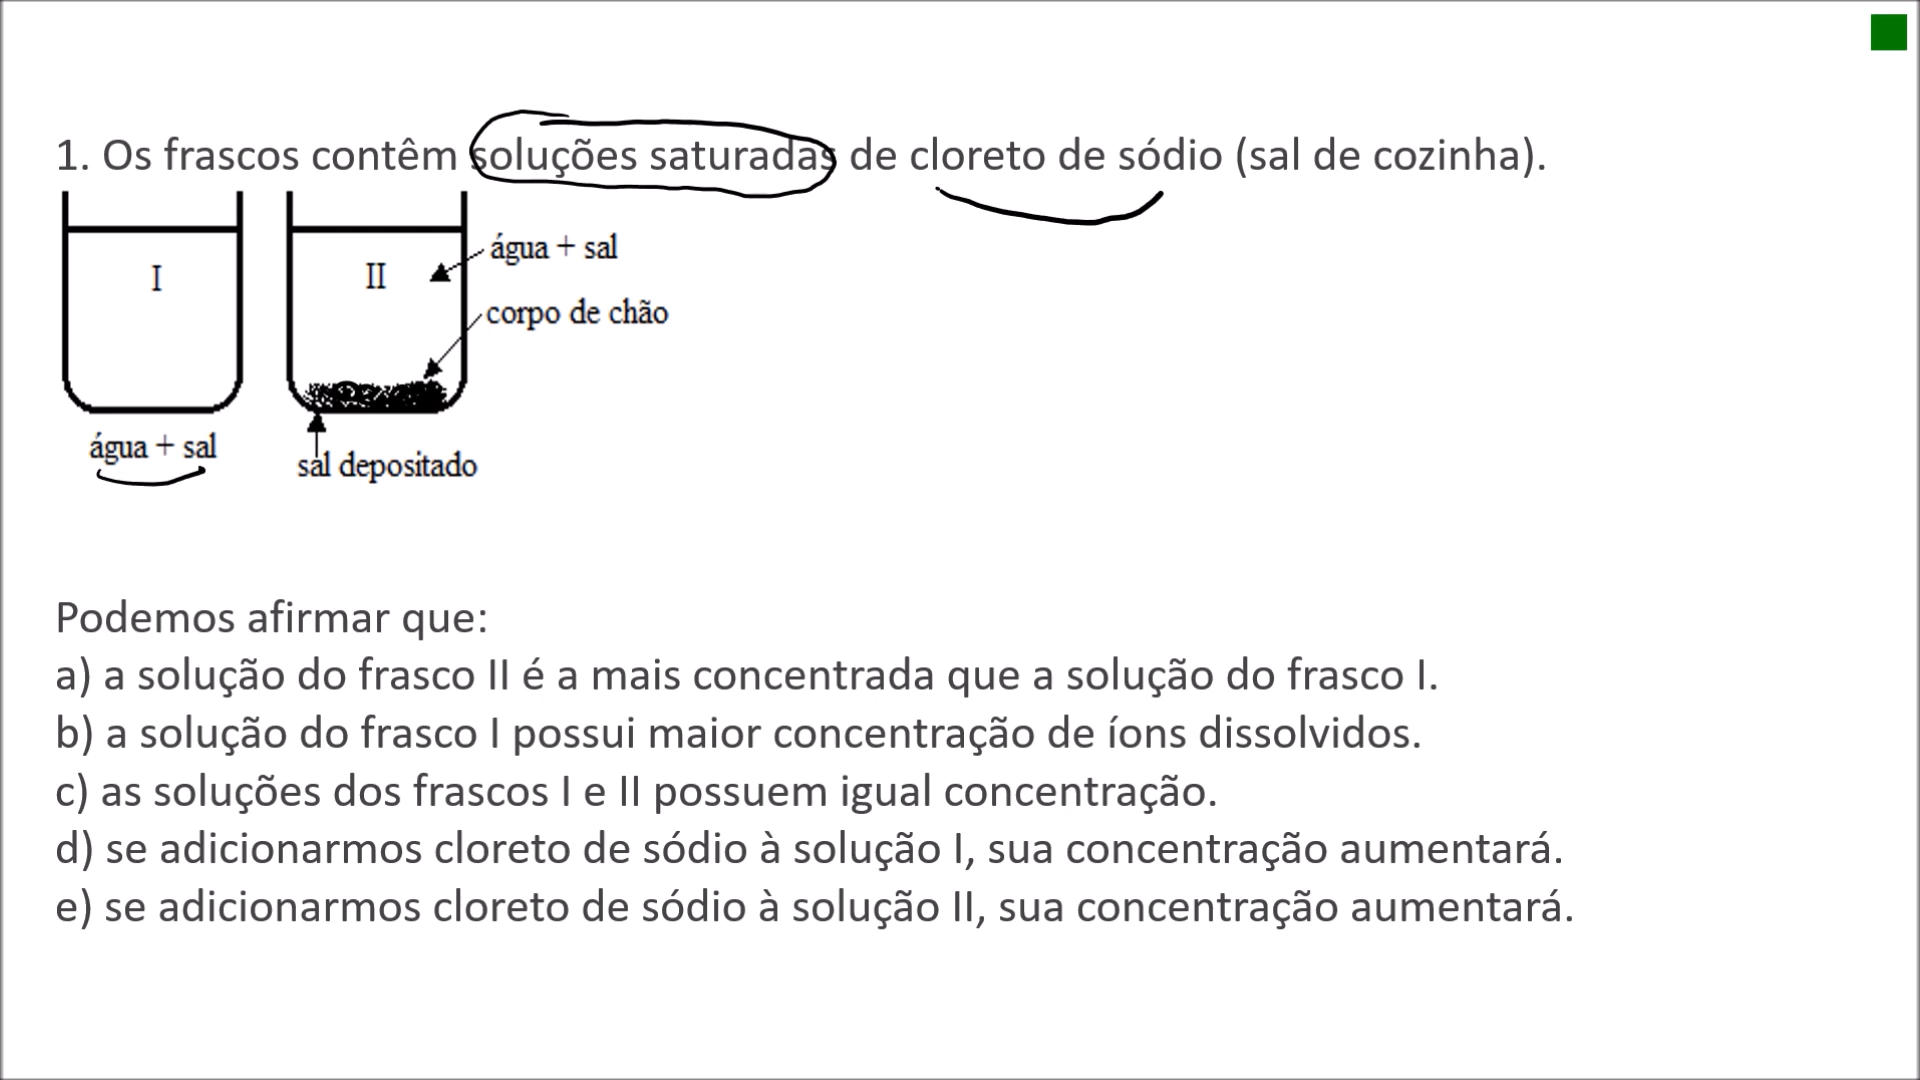 1. Os frascos contêm soluções saturadas de cloreto de sódio (sal de cozinha).
I
II
água + sal
corpo de chão
água + sal
sal depositado
Podemos afirmar que:
a) a solução do frasco II é a mais concentrada que a solução do frasco I.
b) a solução do frasco I possui maior concentração de íons dissolvidos.
c) as soluções dos frascos I e II possuem igual concentração.
d) se adicionarmos cloreto de sódio à solução I, sua concentração aumentará.
e) se adicionarmos cloreto de sódio à solução II, sua concentração aumentará.